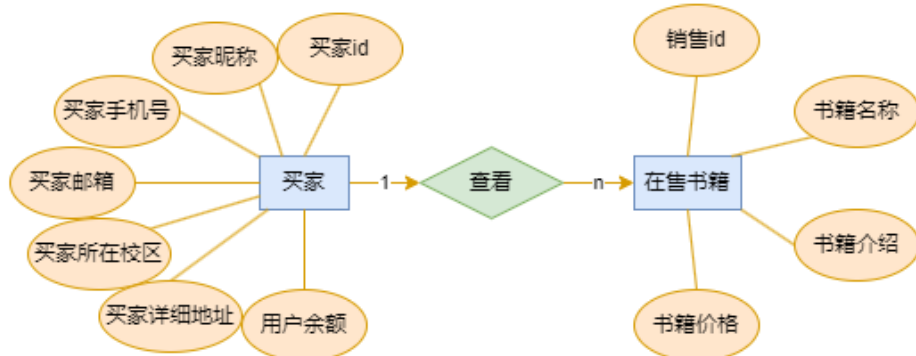 买家昵称
买家id
销售id
买家手机号
书籍名称
买家邮箱
买家
1
查看
n
在售书籍
买家所在校区
书籍介绍
买家详细地址
用户余额
书籍价格